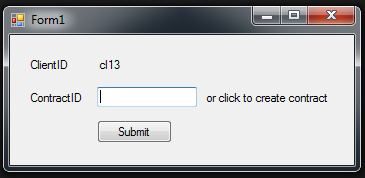 Form1
ClientID cl13
ContractID or click to create contract
Submit